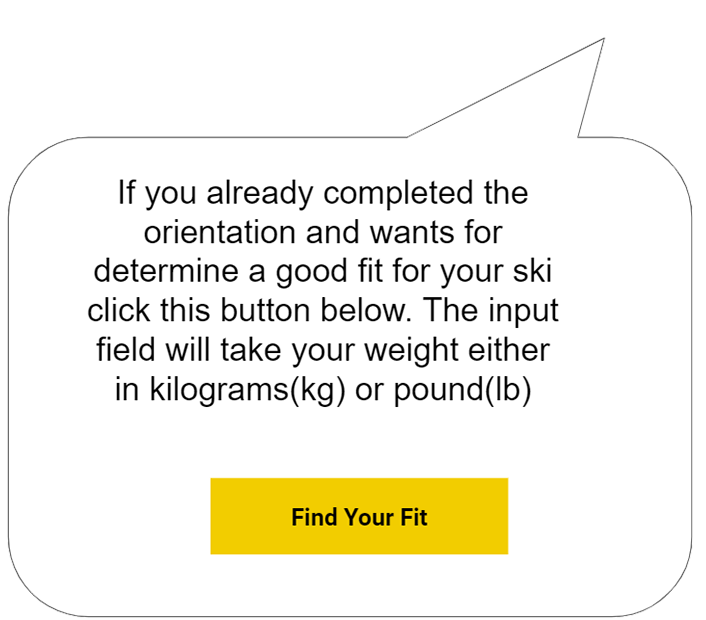 If you already completed the
orientation and wants for
determine a good fit for your ski
click this button below. The input
field will take your weight either
in kilograms(kg) or pound(lb)
Find Your Fit